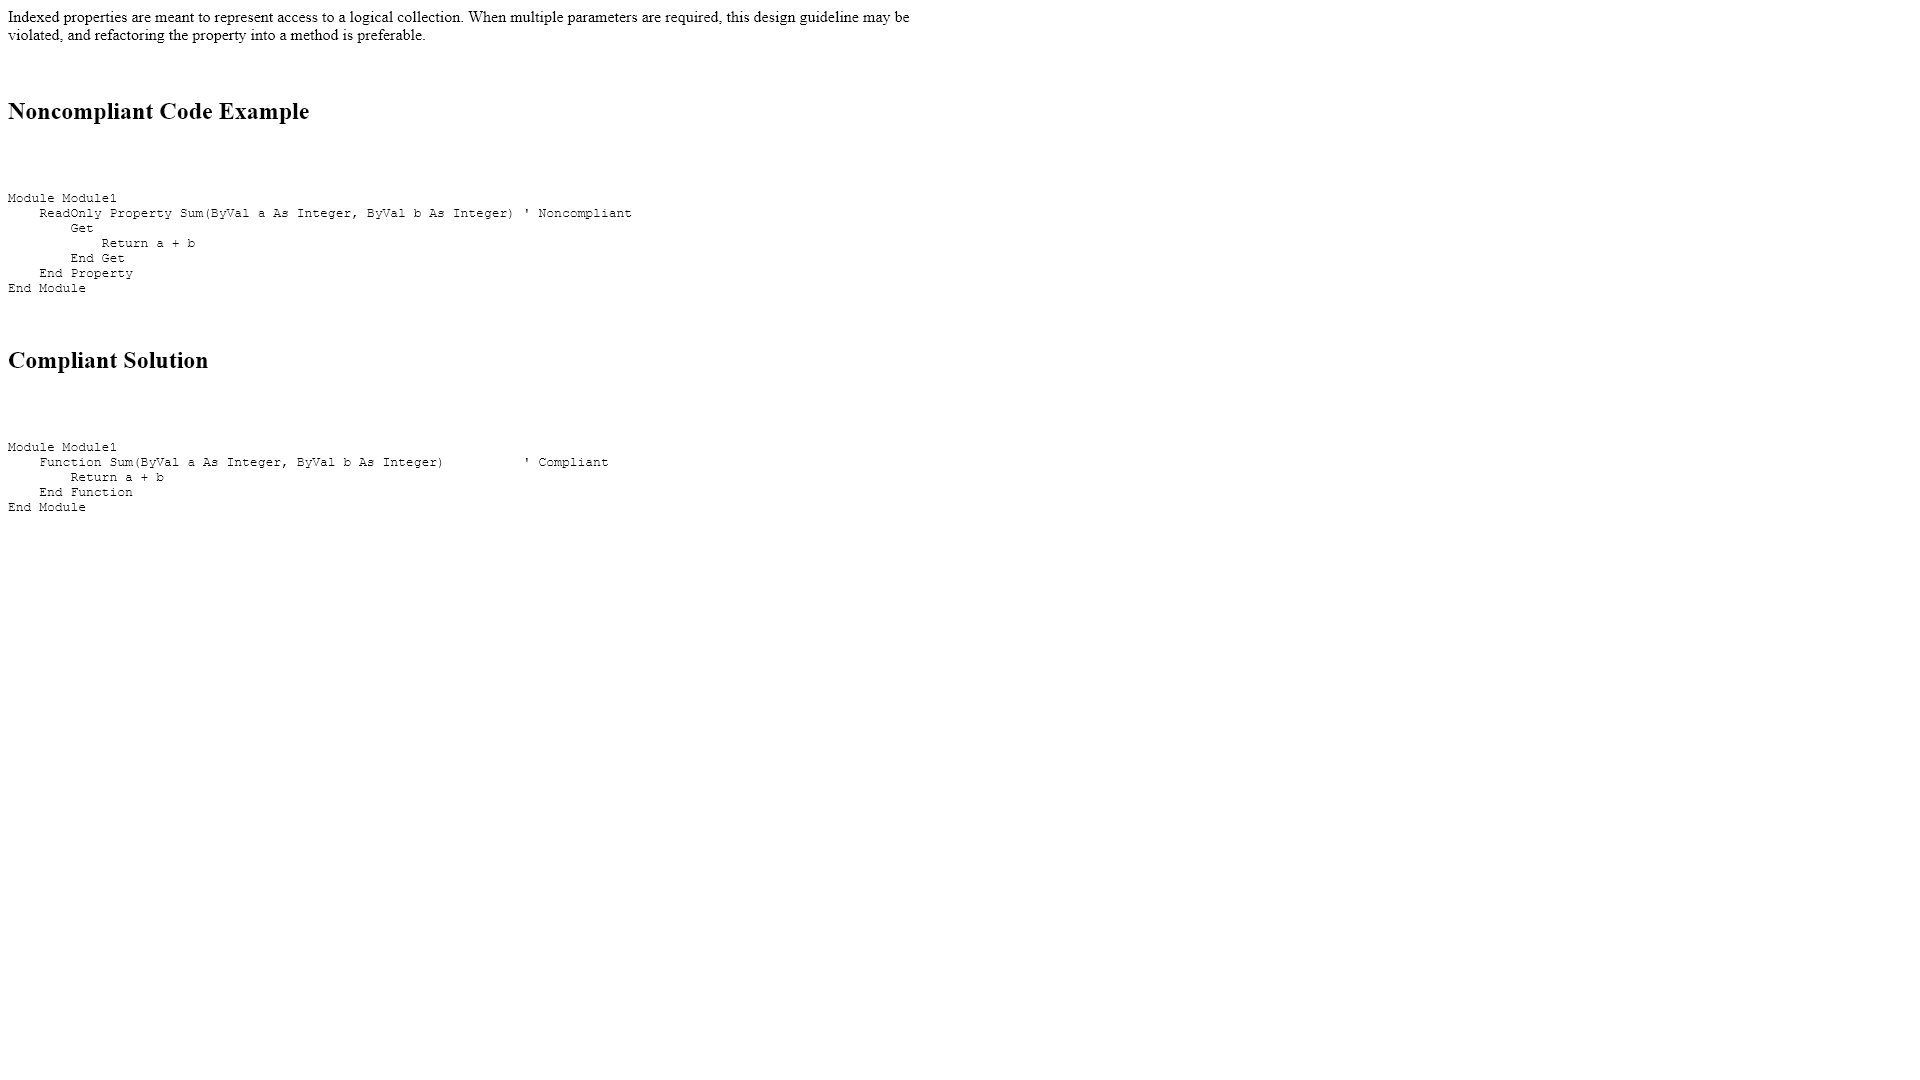 Indexed properties are meant to represent access to a logical collection. When multiple parameters are required, this design guideline may be
violated, and refactoring the property into a method is preferable.
Noncompliant Code Example
Module Module1
    ReadOnly Property Sum(ByVal a As Integer, ByVal b As Integer) ' Noncompliant
        Get
            Return a + b
        End Get
    End Property
End Module
Compliant Solution
Module Module1
    Function Sum(ByVal a As Integer, ByVal b As Integer)           ' Compliant
        Return a + b
    End Function
End Module